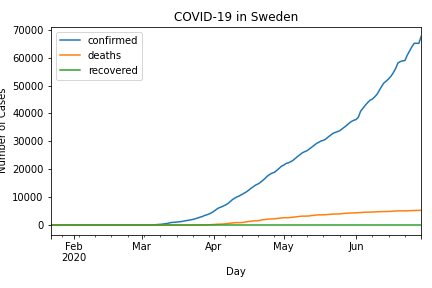 COVID-19 in Sweden
confirmed
deaths
recovered
70000
60000
50000
40000
30000
20000
10000
0
Number of Cases
Feb
2020
Mar
Apr
May
Jun
Day